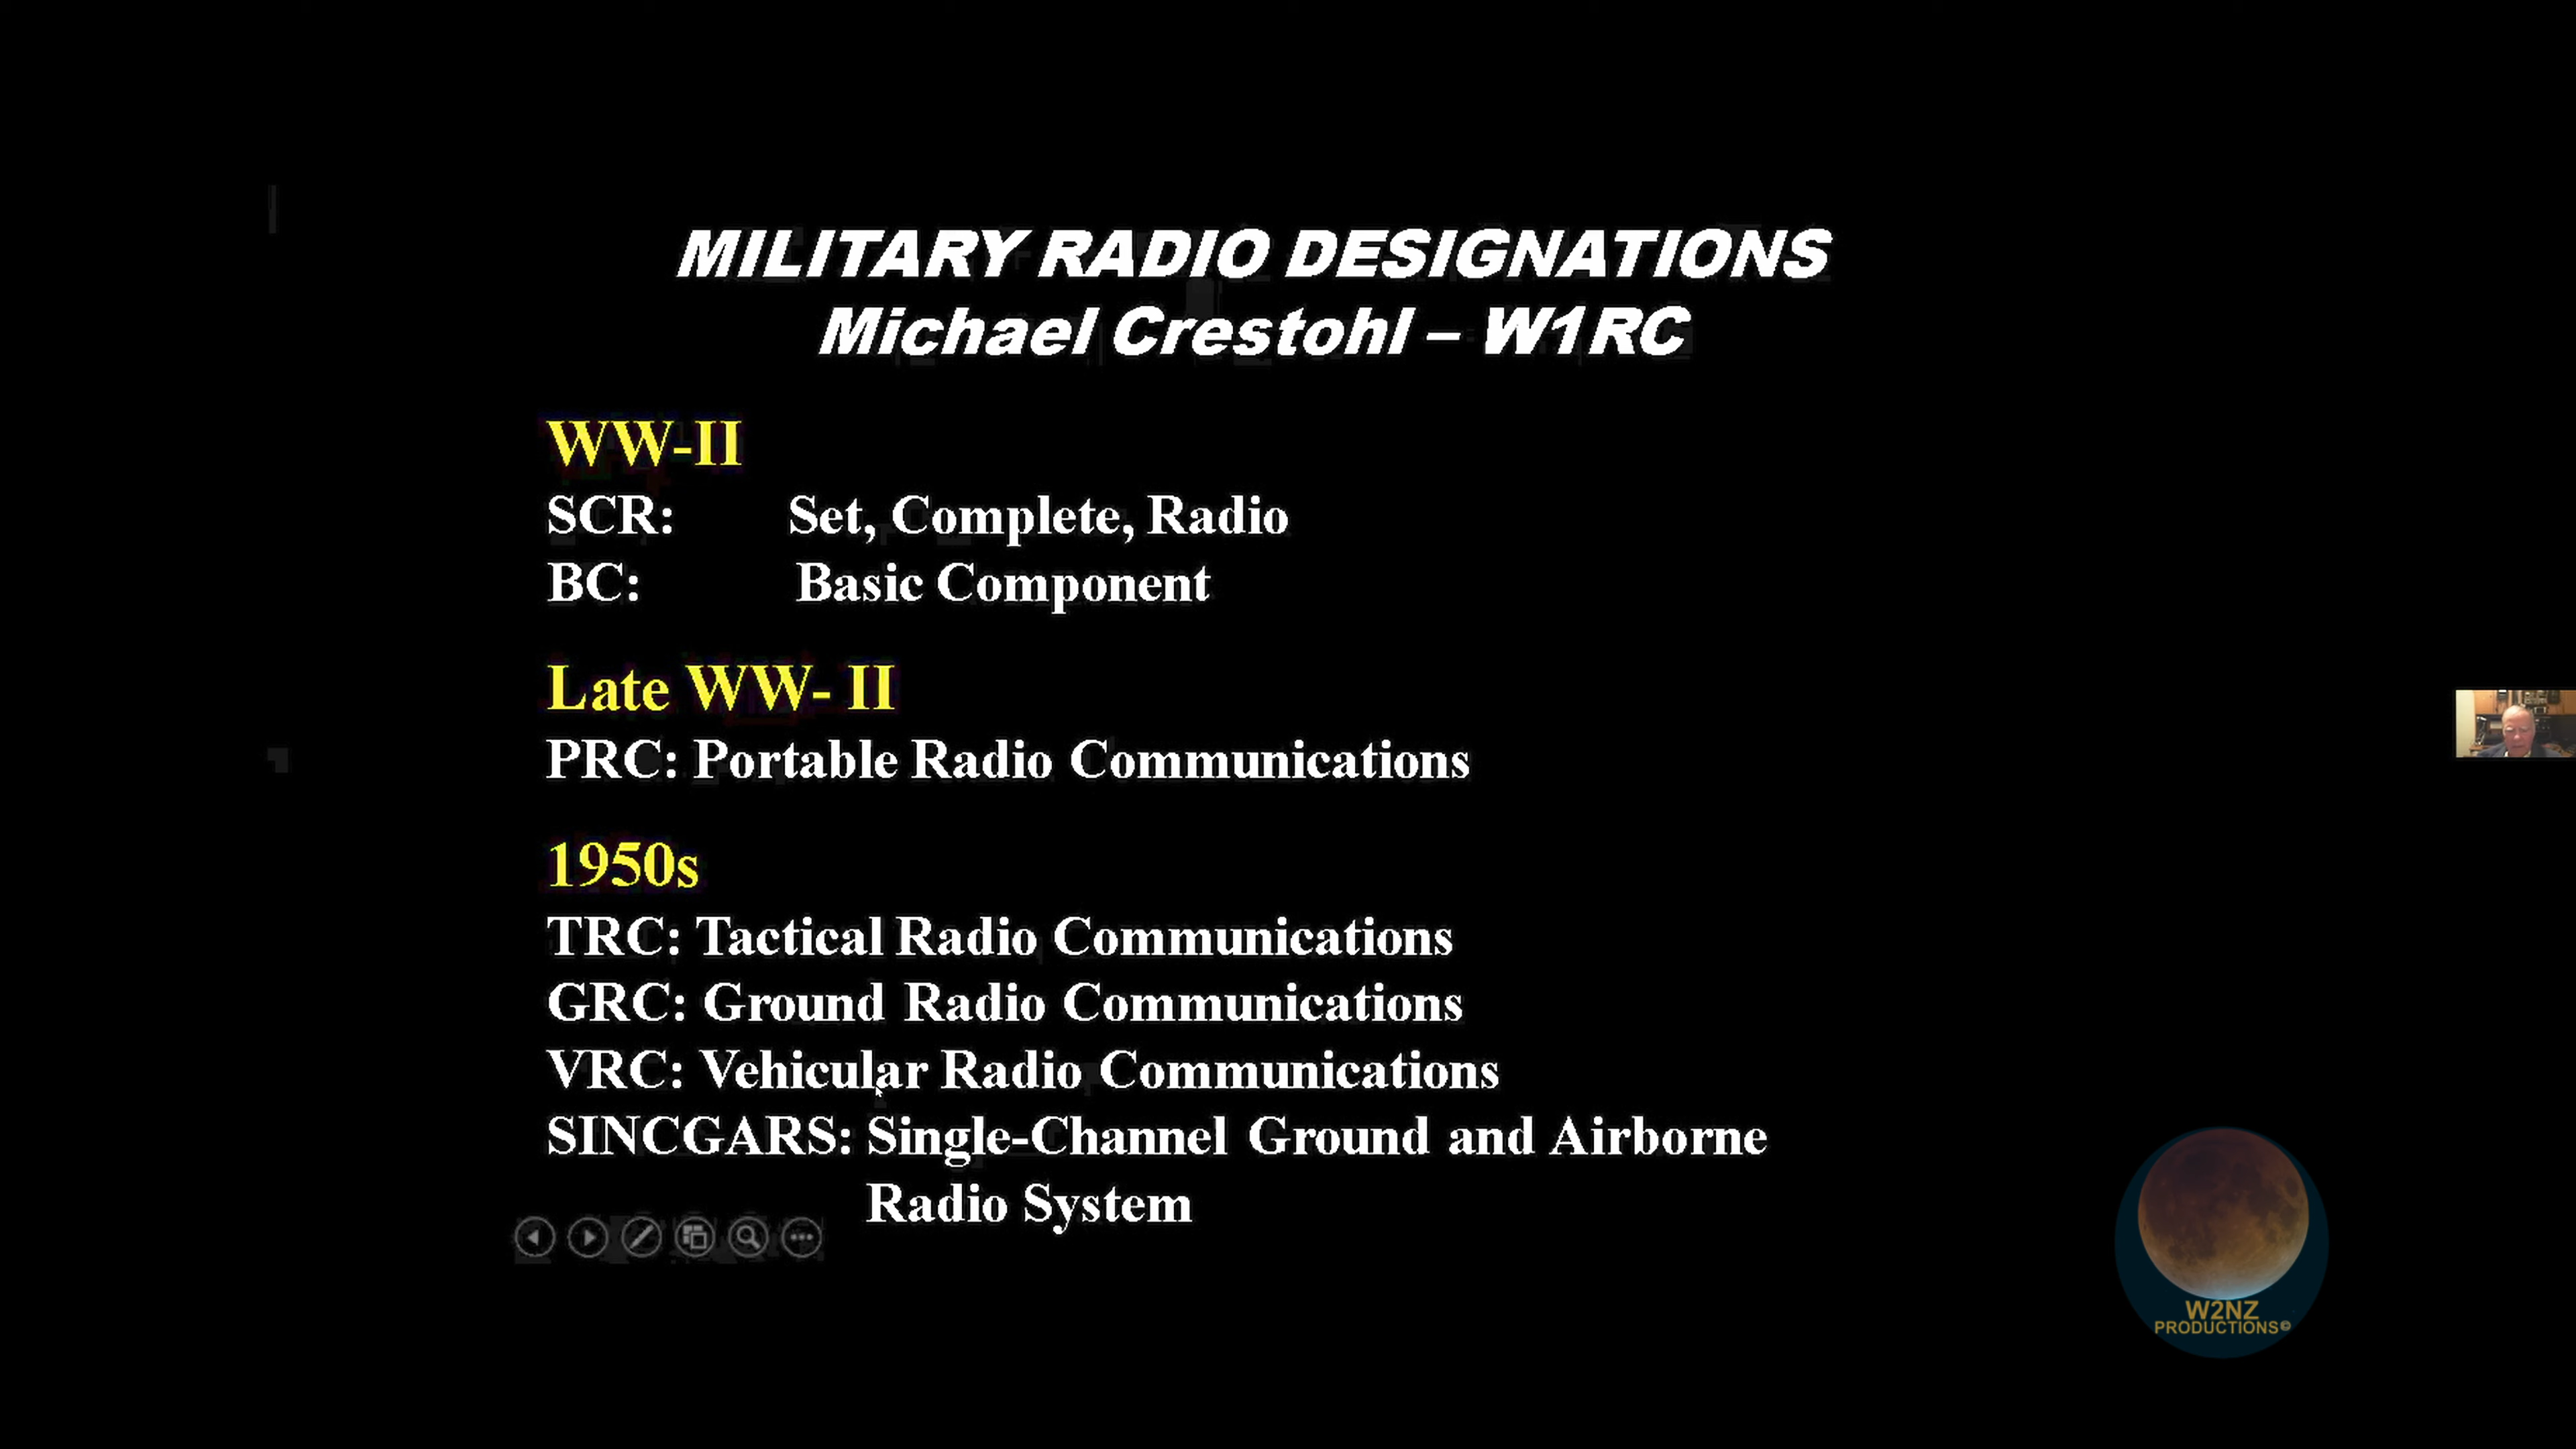 MILITARY RADIO DESIGNATIONS
Michael Crestohl – W1RC
WW-II
SCR: Set, Complete, Radio
BC: Basic Component
Late WW- II
PRC: Portable Radio Communications
1950s
TRC: Tactical Radio Communications
GRC: Ground Radio Communications
VRC: Vehicular Radio Communications
SINCGARS: Single-Channel Ground and Airborne
Radio System
W2NZ
PRODUCTIONS©